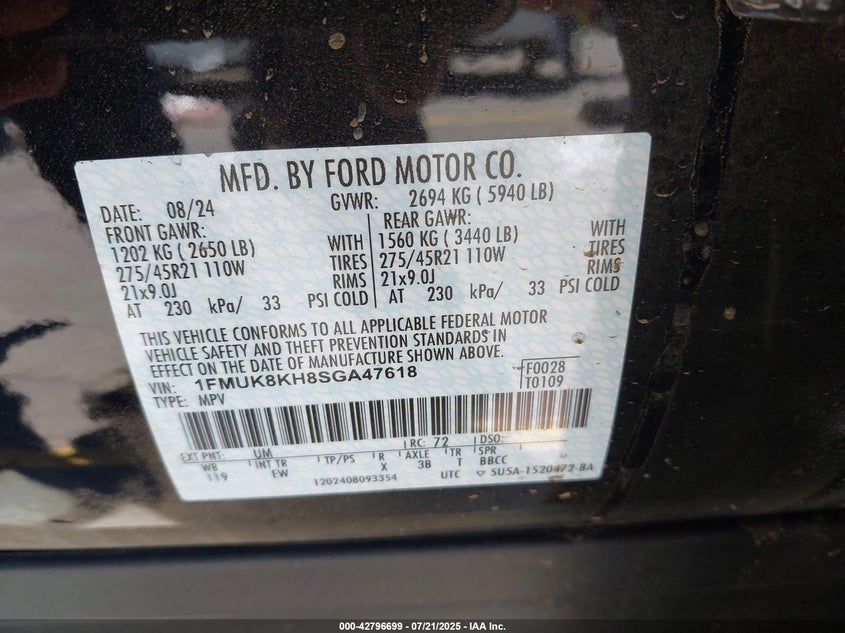 MFD. BY FORD MOTOR CO.
DATE: 08/24 GVWR: 2694 KG ( 5940 LB)
FRONT GAWR: REAR GAWR:
1202 KG ( 2650 LB) WITH 1560 KG ( 3440 LB) WITH
275/45R21 110W TIRES 275/45R21 110W TIRES
21x9.0J RIMS 21x9.0J RIMS
AT 230 kPa/ 33 PSI COLD AT 230 kPa/ 33 PSI COLD
THIS VEHICLE CONFORMS TO ALL APPLICABLE FEDERAL MOTOR
VEHICLE SAFETY AND THEFT PREVENTION STANDARDS IN
EFFECT ON THE DATE OF MANUFACTURE SHOWN ABOVE.
VIN: 1FMUK8KH8SGA47618 F0028
TYPE: MPV T0109
EXT PNT: UM RC: 72 DSO:
WB INT TR TP/PS R AXLE TR SPR
119 EW X 3B T BBCC
1202408093354 UTC ▽ 5U5A-1520472-BA
000-42796699 | 07/21/2025 - IAA Inc.